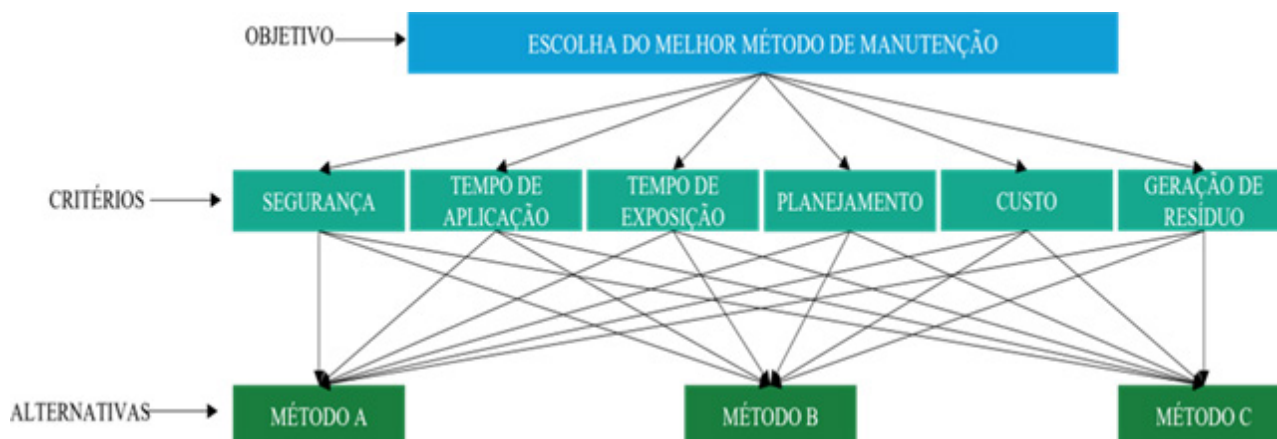 OBJETIVO
ESCOLHA DO MELHOR MÉTODO DE MANUTENÇÃO
CRITÉRIOS
SEGURANÇA
TEMPO DE
APLICAÇÃO
TEMPO DE
EXPOSIÇÃO
PLANEJAMENTO
CUSTO
GERAÇÃO DE
RESÍDUO
ALTERNATIVAS
MÉTODO A
MÉTODO B
MÉTODO C